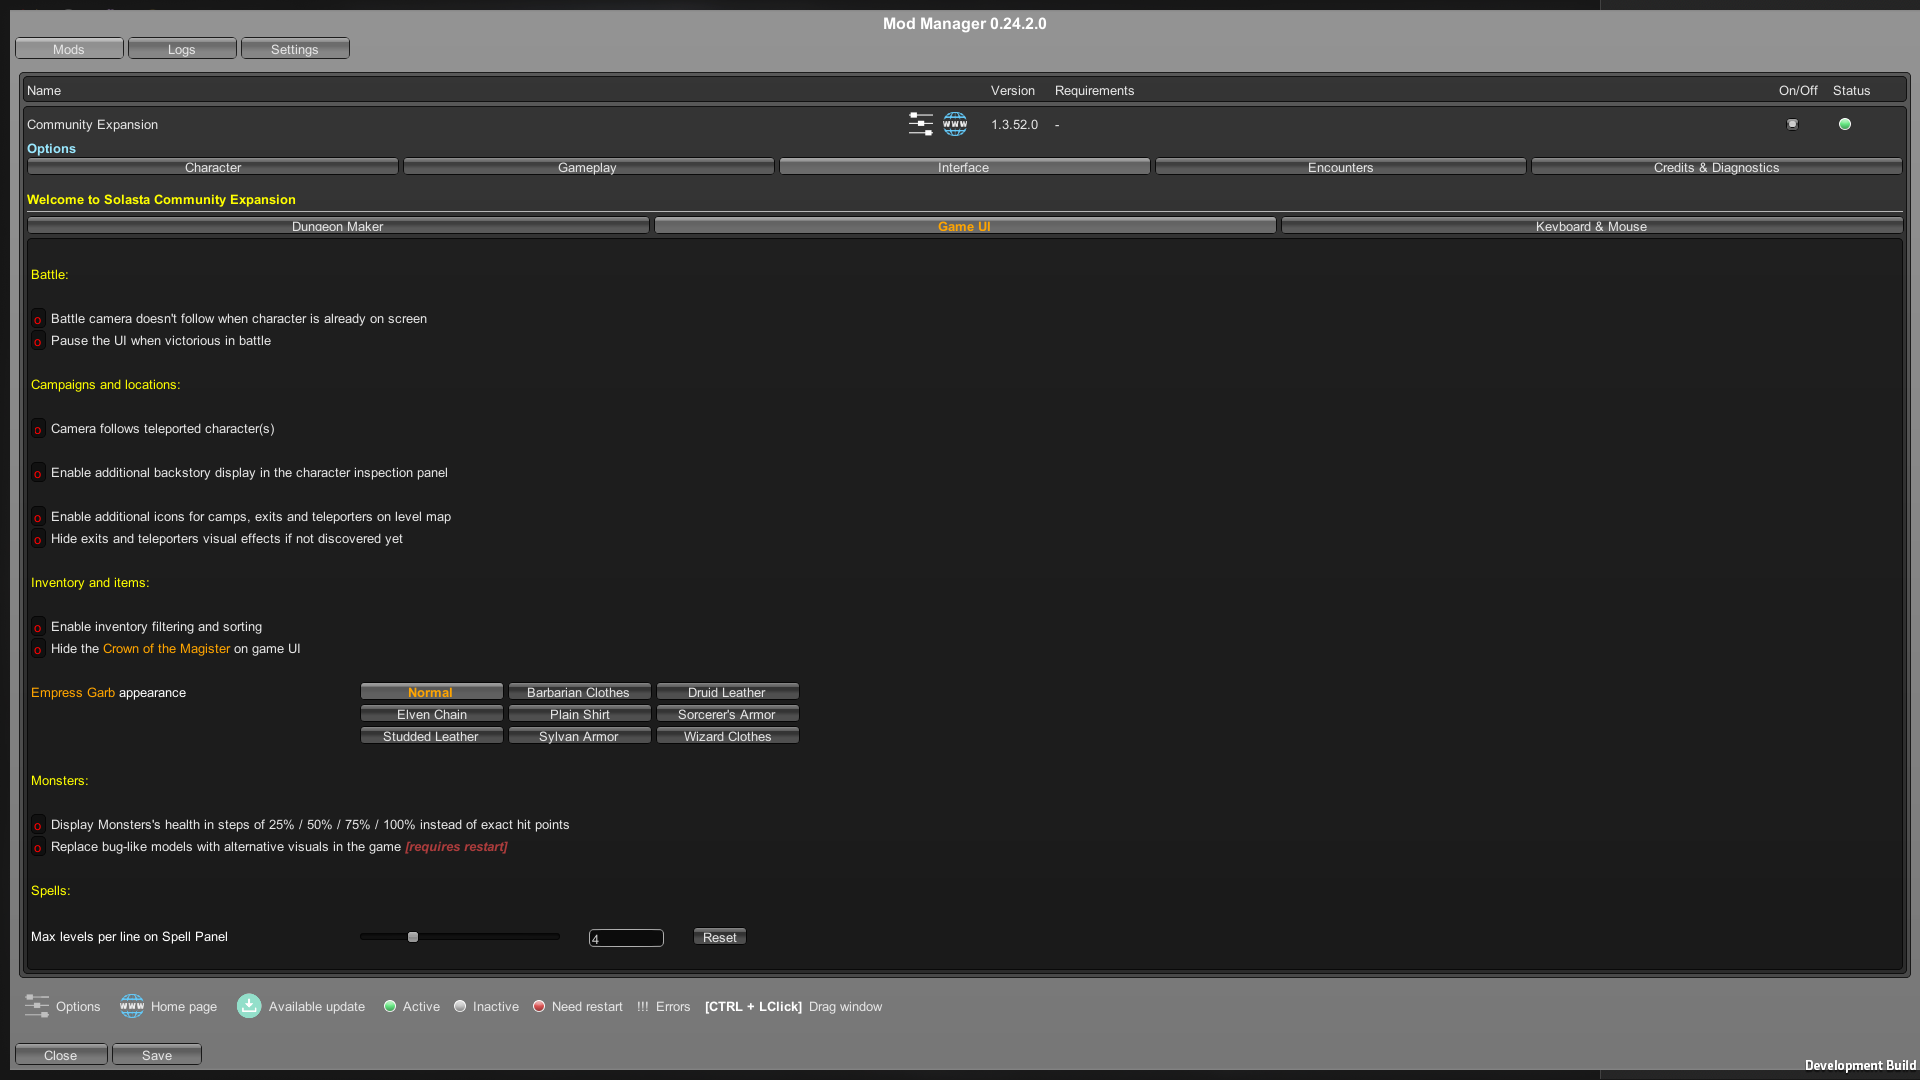 Mod Manager 0.24.2.0
Mods Logs Settings
Name Version Requirements On/Off Status
Community Expansion www 1.3.52.0 -
Options
Character Gameplay Interface Encounters Credits & Diagnostics
Welcome to Solasta Community Expansion
Dungeon Maker Game UI Keyboard & Mouse
Battle:
o Battle camera doesn't follow when character is already on screen
o Pause the UI when victorious in battle
Campaigns and locations:
o Camera follows teleported character(s)
o Enable additional backstory display in the character inspection panel
o Enable additional icons for camps, exits and teleporters on level map
o Hide exits and teleporters visual effects if not discovered yet
Inventory and items:
o Enable inventory filtering and sorting
o Hide the Crown of the Magister on game UI
Empress Garb appearance Normal Barbarian Clothes Druid Leather
Elven Chain Plain Shirt Sorcerer's Armor
Studded Leather Sylvan Armor Wizard Clothes
Monsters:
o Display Monsters's health in steps of 25% / 50% / 75% / 100% instead of exact hit points
o Replace bug-like models with alternative visuals in the game [requires restart]
Spells:
Max levels per line on Spell Panel 4 Reset
Options www Home page Available update Active Inactive Need restart !!! Errors [CTRL + LClick] Drag window
Close Save
Development Build